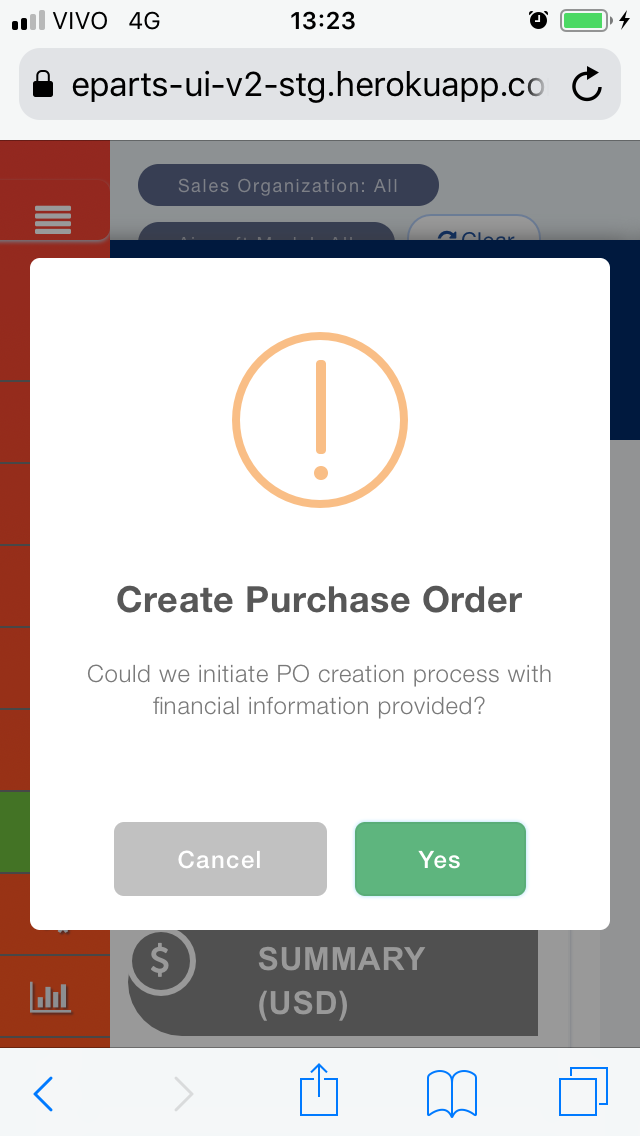 VIVO 4G 13:23
eparts-ui-v2-stg.herokuapp.co
Sales Organization: All
Clear
Create Purchase Order
Could we initiate PO creation process with
financial information provided?
Cancel
Yes
$
SUMMARY
(USD)